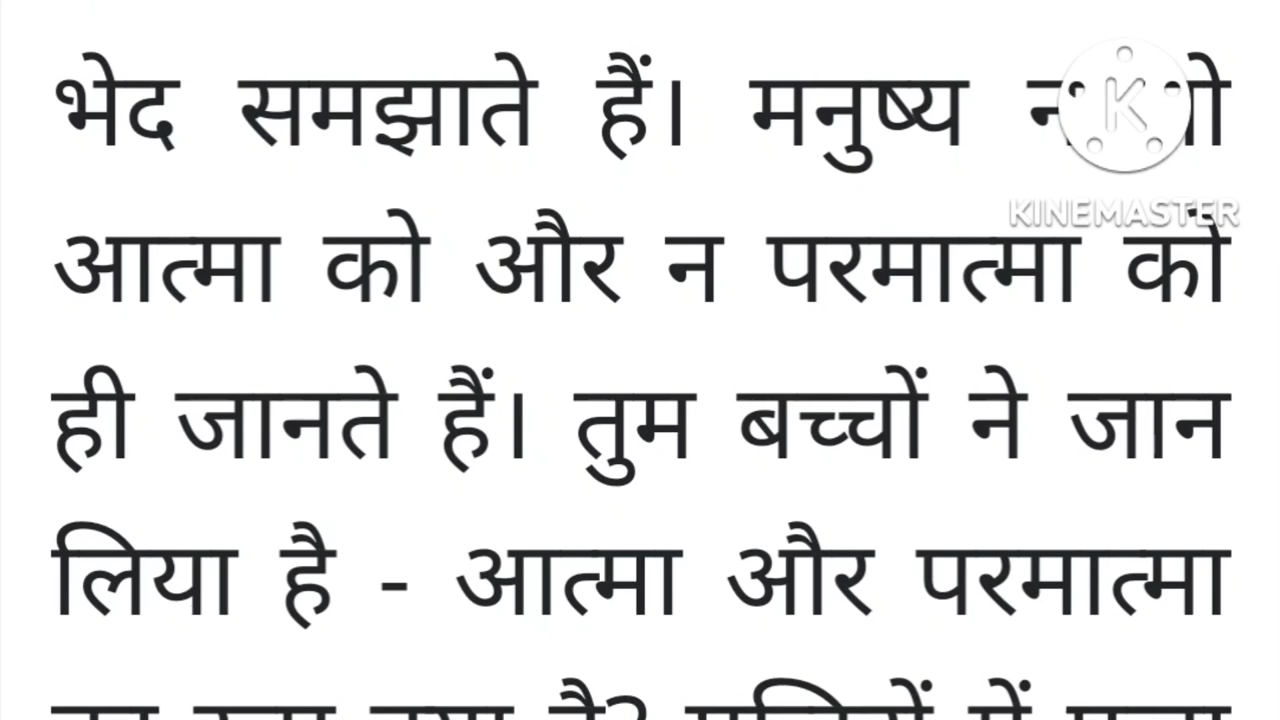 भेद समझाते हैं। मनुष्य न
KINEMASTER
आत्मा को और न परमात्मा को
ही जानते हैं। तुम बच्चों ने जान
लिया है - आत्मा और परमात्मा